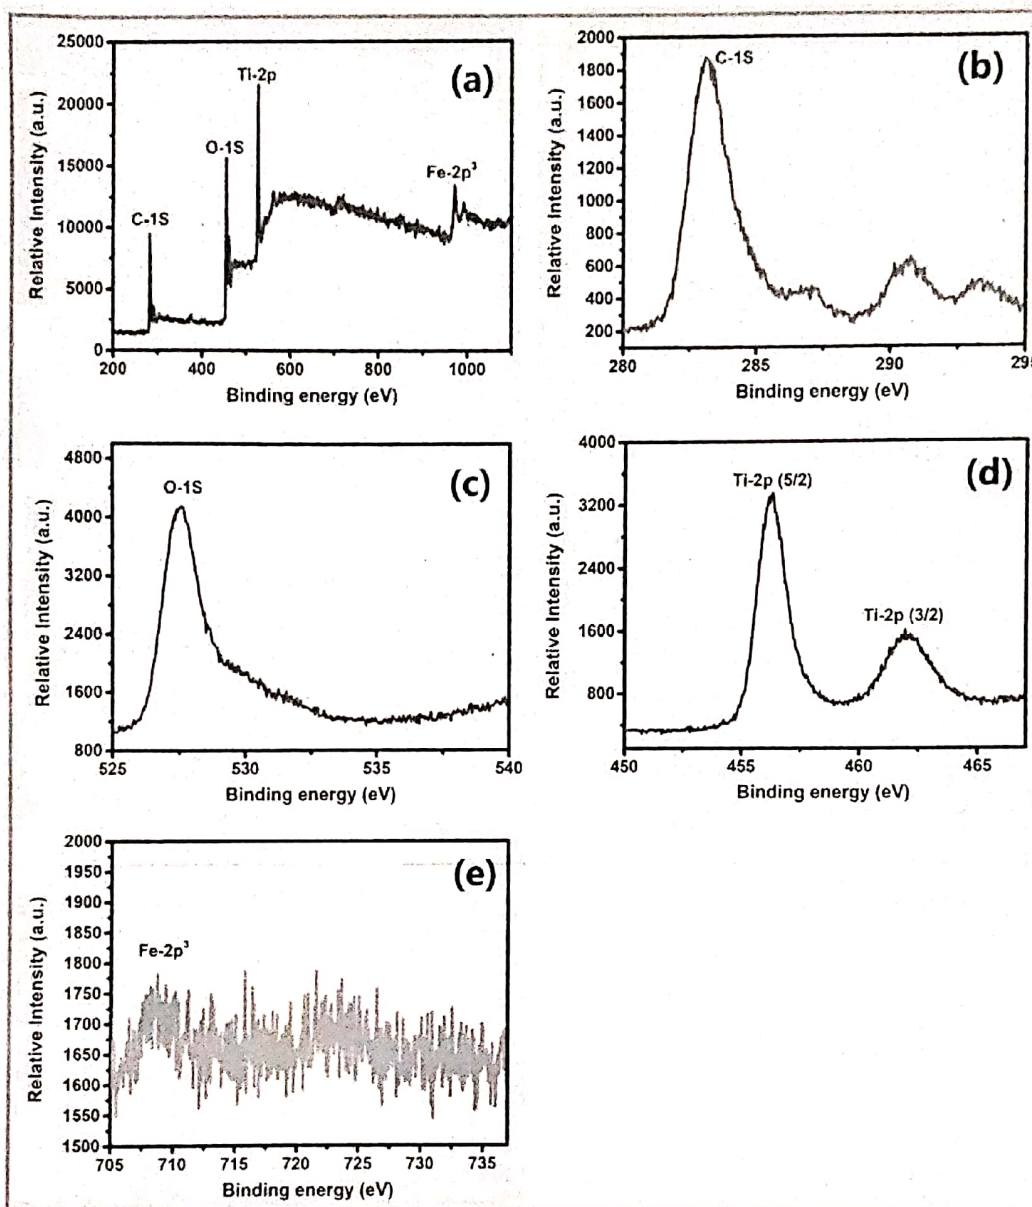 (a)
Relative Intensity (a.u.)
25000
20000
15000
10000
5000
0
C-1S
O-1S
Ti-2p
Fe-2p³
200 400 600 800 1000
Binding energy (eV)
(b)
Relative Intensity (a.u.)
2000
1800
1600
1400
1200
1000
800
600
400
200
C-1S
280 285 290 295
Binding energy (eV)
(c)
Relative Intensity (a.u.)
4800
4000
3200
2400
1600
800
O-1S
525 530 535 540
Binding energy (eV)
(d)
Relative Intensity (a.u.)
4000
3200
2400
1600
800
Ti-2p (5/2)
Ti-2p (3/2)
450 455 460 465
Binding energy (eV)
(e)
Relative Intensity (a.u.)
2000
1950
1900
1850
1800
1750
1700
1650
1600
1550
1500
Fe-2p³
705 710 715 720 725 730 735
Binding energy (eV)